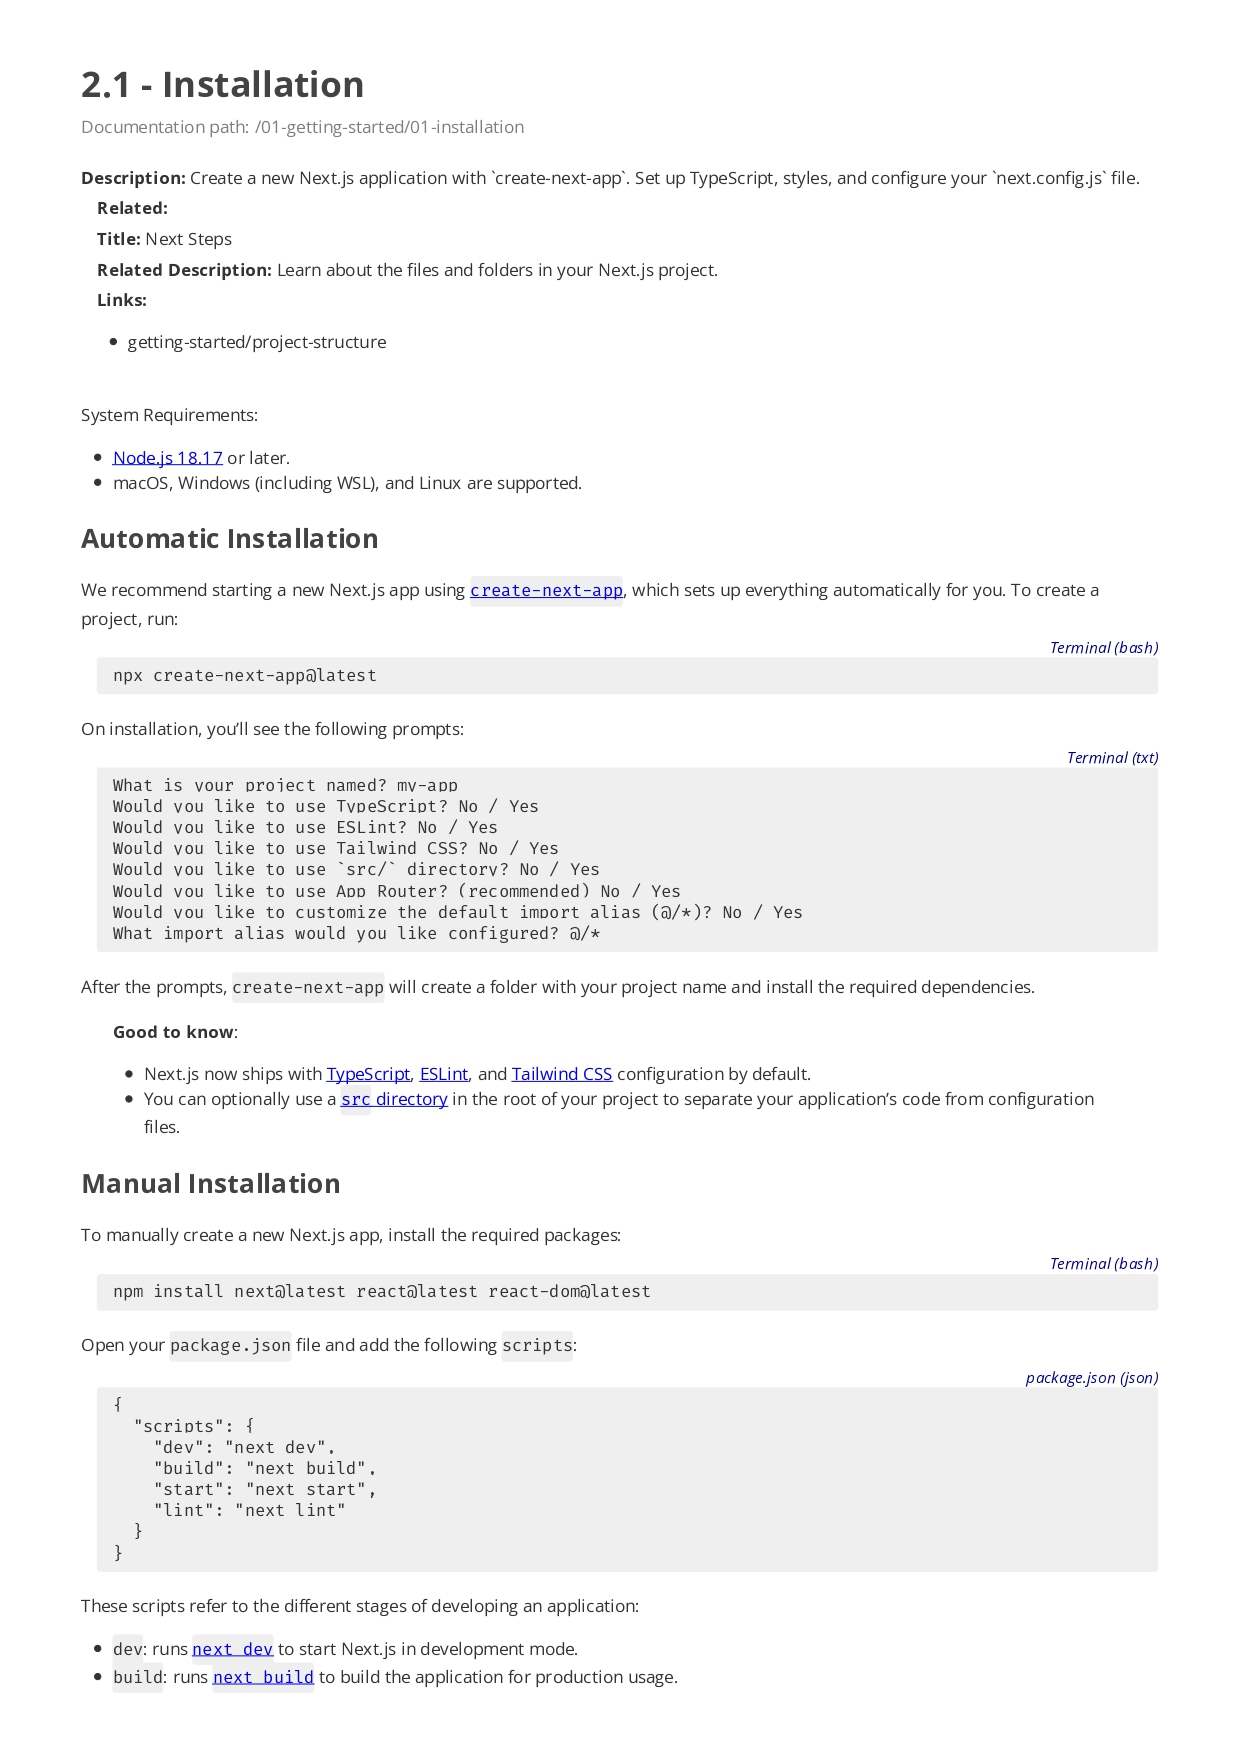 2.1 - Installation
Documentation path: /01-getting-started/01-installation
Description: Create a new Next.js application with `create-next-app`. Set up TypeScript, styles, and configure your `next.config.js` file.
Related:
Title: Next Steps
Related Description: Learn about the files and folders in your Next.js project.
Links:
• getting-started/project-structure
System Requirements:
• Node.js 18.17 or later.
• macOS, Windows (including WSL), and Linux are supported.
Automatic Installation
We recommend starting a new Next.js app using create-next-app, which sets up everything automatically for you. To create a
project, run:
Terminal (bash)
npx create-next-app@latest
On installation, you’ll see the following prompts:
Terminal (txt)
What is your project named? my-app
Would you like to use TypeScript? No / Yes
Would you like to use ESLint? No / Yes
Would you like to use Tailwind CSS? No / Yes
Would you like to use `src/` directory? No / Yes
Would you like to use App Router? (recommended) No / Yes
Would you like to customize the default import alias (@/*)? No / Yes
What import alias would you like configured? @/*
After the prompts, create-next-app will create a folder with your project name and install the required dependencies.
Good to know:
• Next.js now ships with TypeScript, ESLint, and Tailwind CSS configuration by default.
• You can optionally use a src directory in the root of your project to separate your application’s code from configuration
files.
Manual Installation
To manually create a new Next.js app, install the required packages:
Terminal (bash)
npm install next@latest react@latest react-dom@latest
Open your package.json file and add the following scripts:
package.json (json)
{
  "scripts": {
    "dev": "next dev",
    "build": "next build",
    "start": "next start",
    "lint": "next lint"
  }
}
These scripts refer to the different stages of developing an application:
• dev: runs next dev to start Next.js in development mode.
• build: runs next build to build the application for production usage.